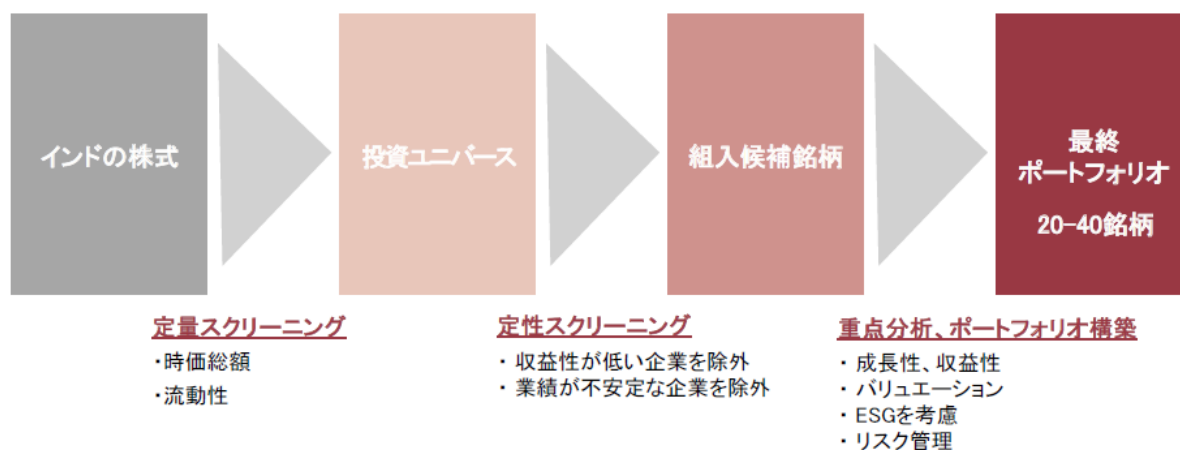 インドの株式
投資ユニバース
組入候補銘柄
最終
ポートフォリオ
20-40銘柄
定量スクリーニング
・時価総額
・流動性
定性スクリーニング
・ 収益性が低い企業を除外
・ 業績が不安定な企業を除外
重点分析、ポートフォリオ構築
・ 成長性、収益性
・ バリュエーション
・ ESGを考慮
・ リスク管理